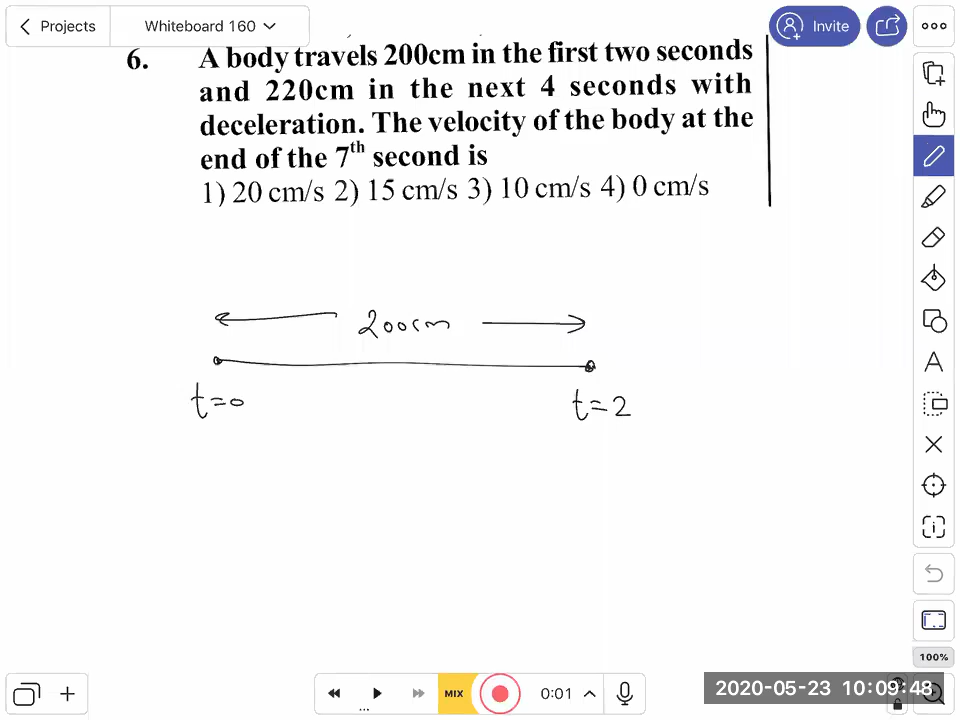 Projects
Whiteboard 160
Invite
6. A body travels 200cm in the first two seconds
and 220cm in the next 4 seconds with
deceleration. The velocity of the body at the
end of the 7th second is
1) 20 cm/s 2) 15 cm/s 3) 10 cm/s 4) 0 cm/s
200cm
t=0
t=2
A
100%
MIX
0:01
2020-05-23 10:09:48